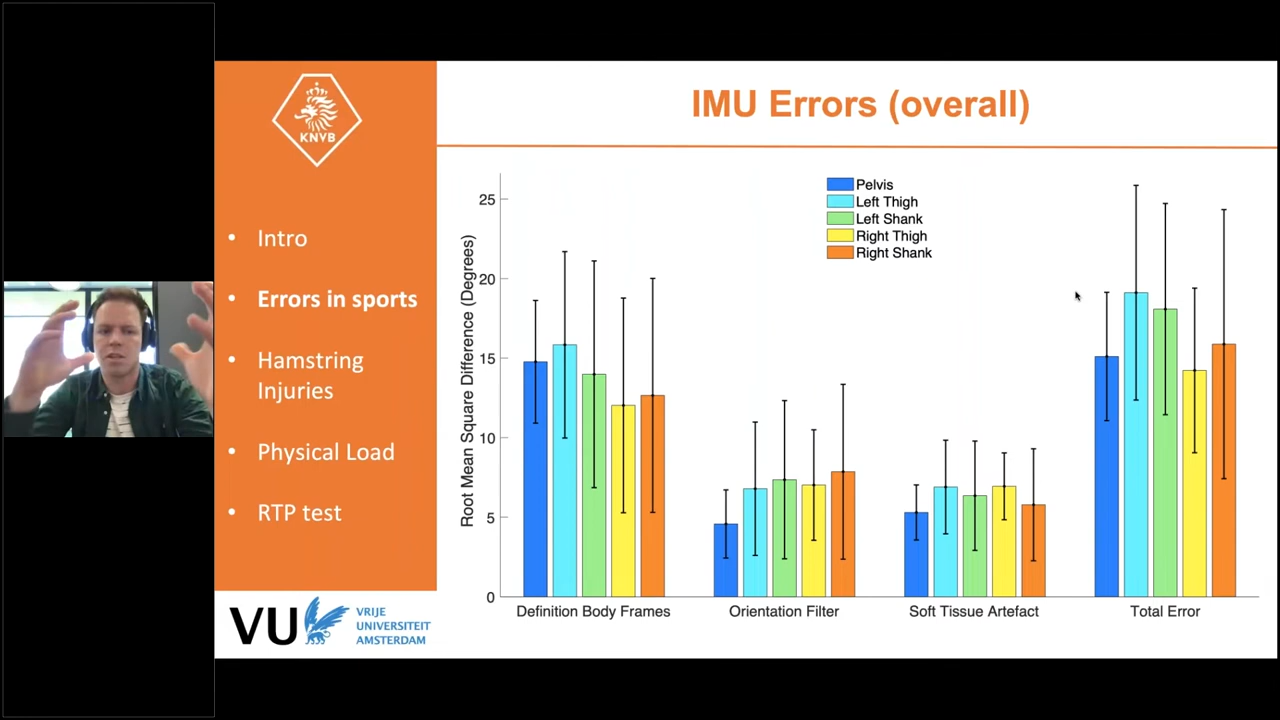 KNVB
IMU Errors (overall)
• Intro
• Errors in sports
• Hamstring
Injuries
• Physical Load
• RTP test
VU
VRIJE
UNIVERSITEIT
AMSTERDAM
Root Mean Square Difference (Degrees)
25
20
15
10
5
0
Pelvis
Left Thigh
Left Shank
Right Thigh
Right Shank
Definition Body Frames
Orientation Filter
Soft Tissue Artefact
Total Error